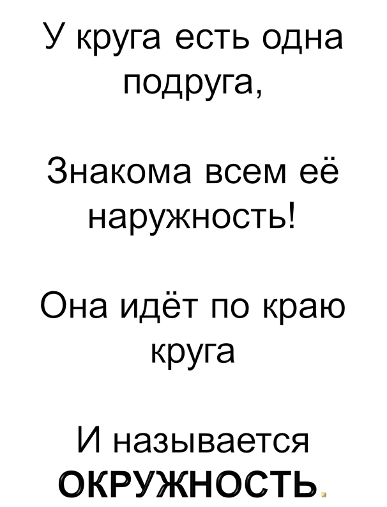 У круга есть одна
подруга,
Знакома всем её
наружность!
Она идёт по краю
круга
И называется
ОКРУЖНОСТЬ.